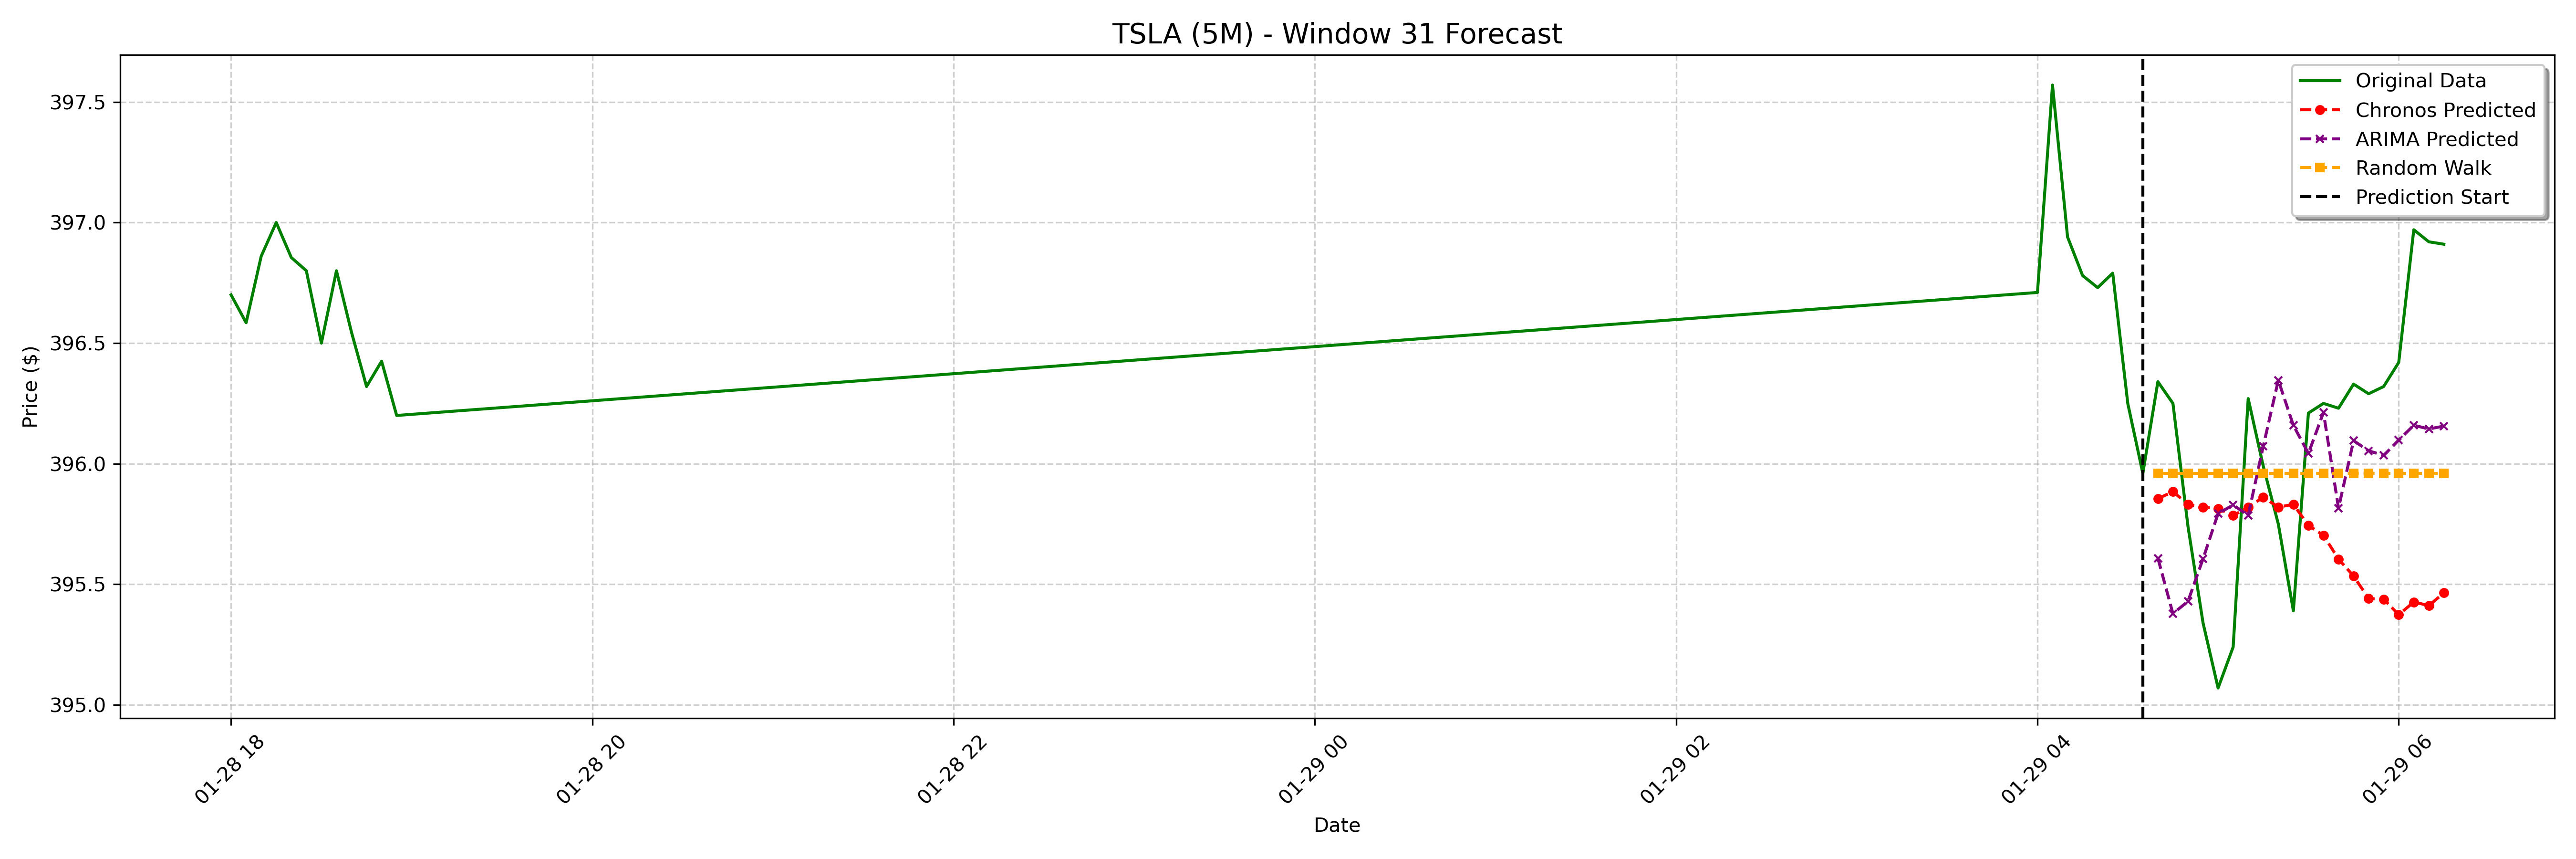 TSLA (5M) - Window 31 Forecast
Price ($)
397.5
397.0
396.5
396.0
395.5
395.0
Original Data
Chronos Predicted
ARIMA Predicted
Random Walk
Prediction Start
01-28 18
01-28 20
01-28 22
01-29 00
01-29 02
01-29 04
01-29 06
Date